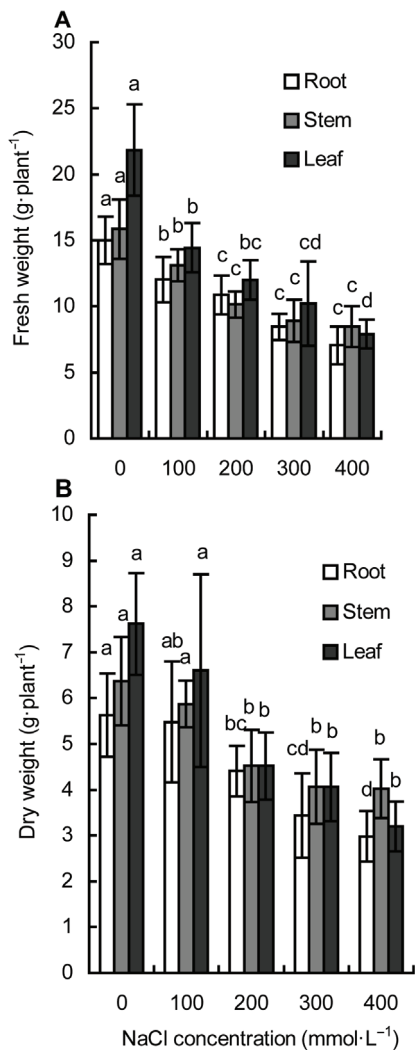 A
30
Root
Stem
Leaf
25
20
15
10
5
0
Fresh weight (g·plant⁻¹)
a a a
b b b
c c bc
c c cd
c c d
0 100 200 300 400
B
10
Root
Stem
Leaf
9
8
7
6
5
4
3
2
1
0
Dry weight (g·plant⁻¹)
a a a
ab a a
bc b b
cd b b
d b b
0 100 200 300 400
NaCl concentration (mmol·L⁻¹)